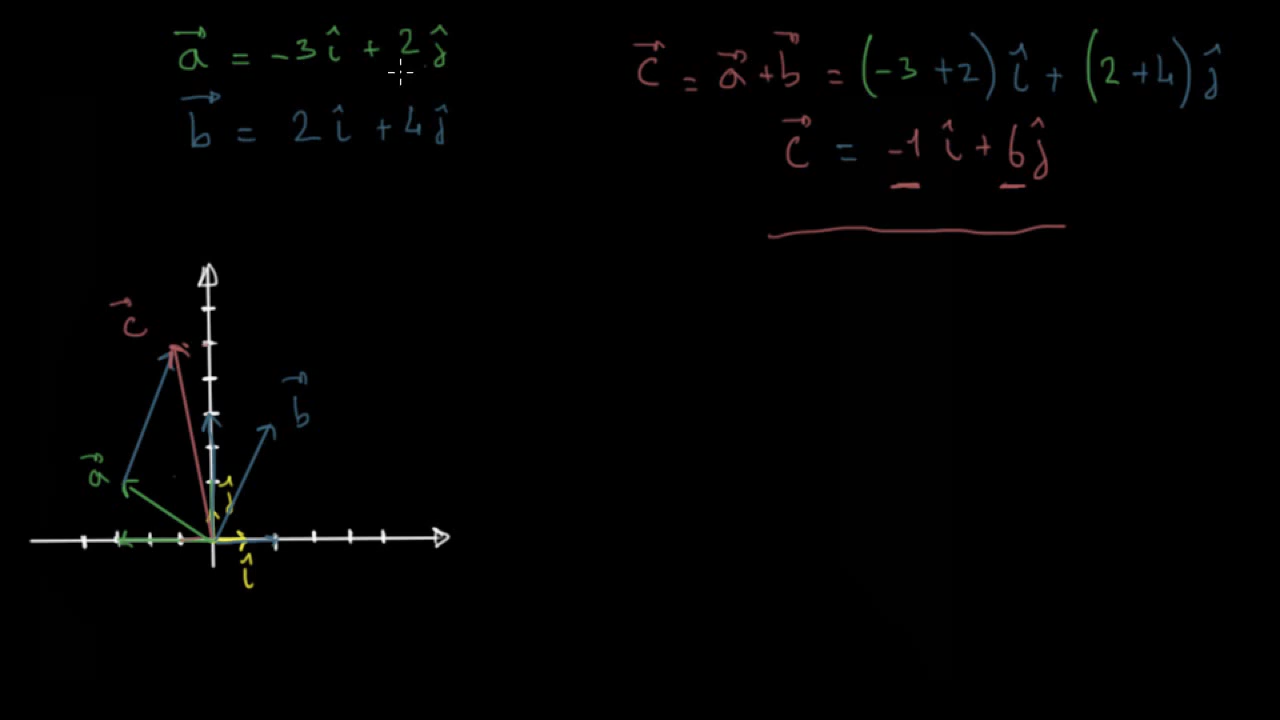 a⃗ = -3 î + 2 ĵ
b⃗ = 2 î + 4 ĵ
c⃗ = a⃗ + b⃗ = (-3 + 2) î + (2 + 4) ĵ
c⃗ = -1 î + 6 ĵ
c⃗
b⃗
a⃗
ĵ
î